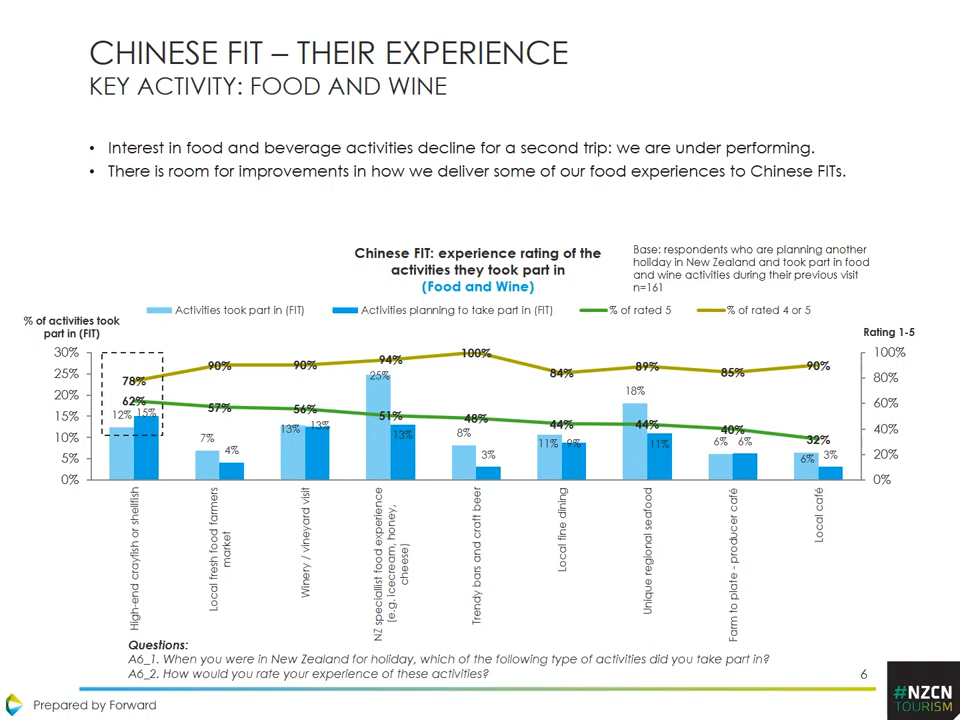 CHINESE FIT – THEIR EXPERIENCE
KEY ACTIVITY: FOOD AND WINE
• Interest in food and beverage activities decline for a second trip: we are under performing.
• There is room for improvements in how we deliver some of our food experiences to Chinese FITs.
Chinese FIT: experience rating of the
activities they took part in
(Food and Wine)
Base: respondents who are planning another
holiday in New Zealand and took part in food
and wine activities during their previous visit
n=161
Activities took part in (FIT)
Activities planning to take part in (FIT)
% of rated 5
% of rated 4 or 5
% of activities took
part in (FIT)
Rating 1-5
30%
25%
20%
15%
10%
5%
0%
100%
80%
60%
40%
20%
0%
78%
90%
90%
94%
100%
84%
89%
85%
90%
62%
57%
56%
51%
48%
44%
44%
40%
32%
12%
15%
7%
4%
13%
13%
25%
13%
8%
3%
11%
9%
18%
11%
6%
6%
6%
3%
High-end crayfish or shellfish
Local fresh food farmers
market
Winery / vineyard visit
NZ speciallist food experience
(e.g. icecream, honey,
cheese)
Trendy bars and craft beer
Local fine dining
Unique regional seafood
Farm to plate - producer café
Local café
Questions:
A6_1. When you were in New Zealand for holiday, which of the following type of activities did you take part in?
A6_2. How would you rate your experience of these activities?
6
Prepared by Forward
#NZCN
TOURISM